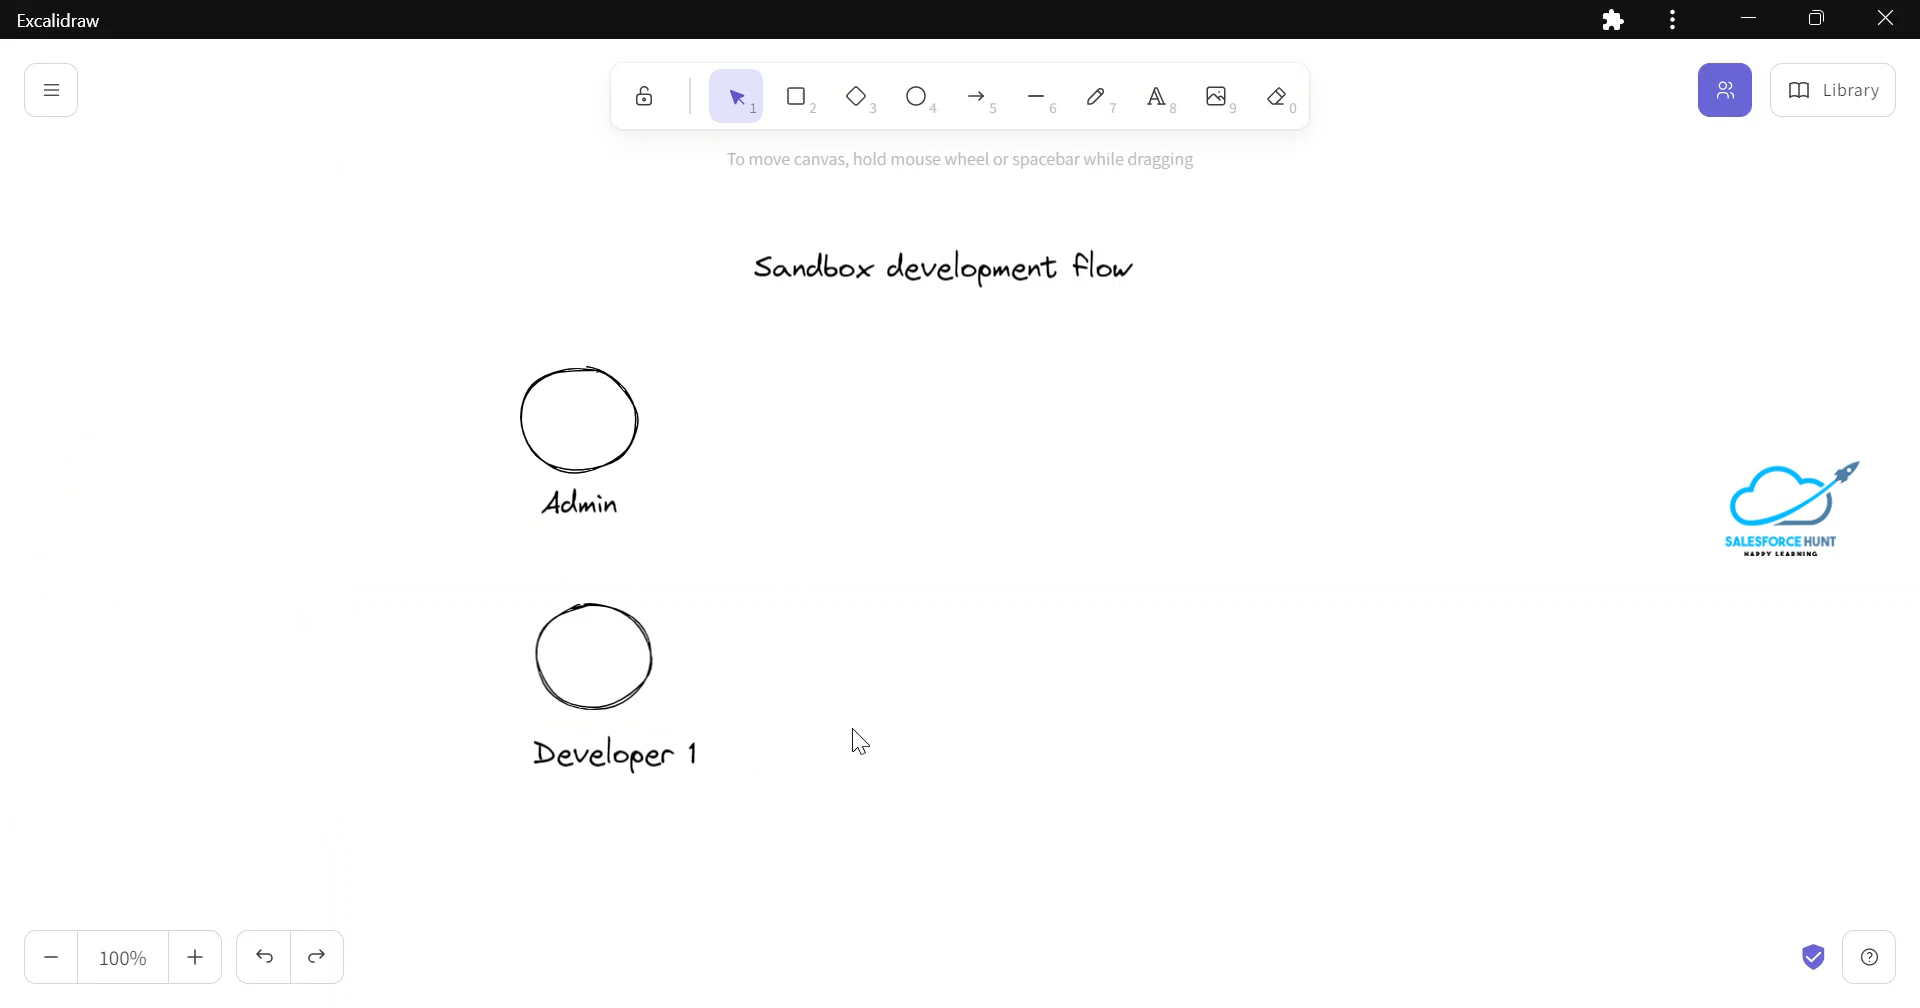 Excalidraw
1
2
3
4
5
6
7
8
9
0
Library
To move canvas, hold mouse wheel or spacebar while dragging
Sandbox development flow
Admin
SALESFORCE HUNT
HAPPY LEARNING
Developer 1
100%